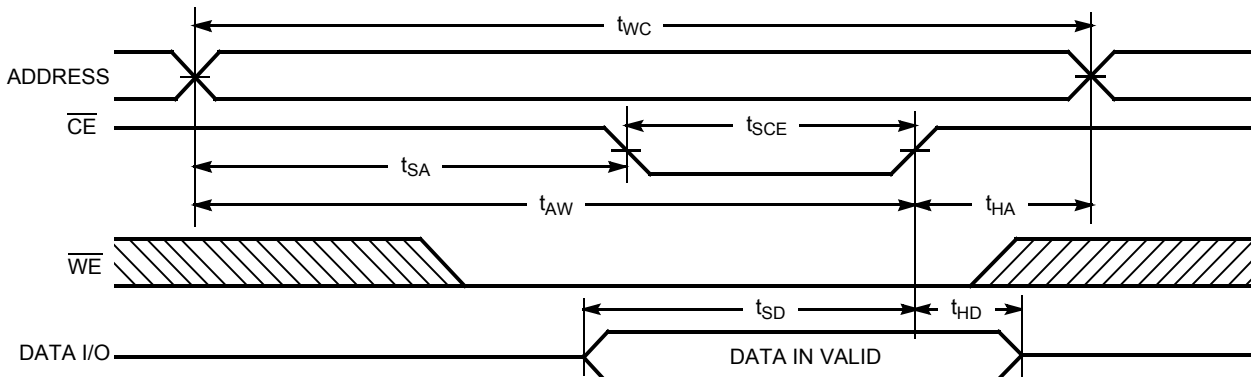 tWC
ADDRESS
CE
tSCE
tSA
tAW
tHA
WE
tSD
tHD
DATA I/O
DATA IN VALID